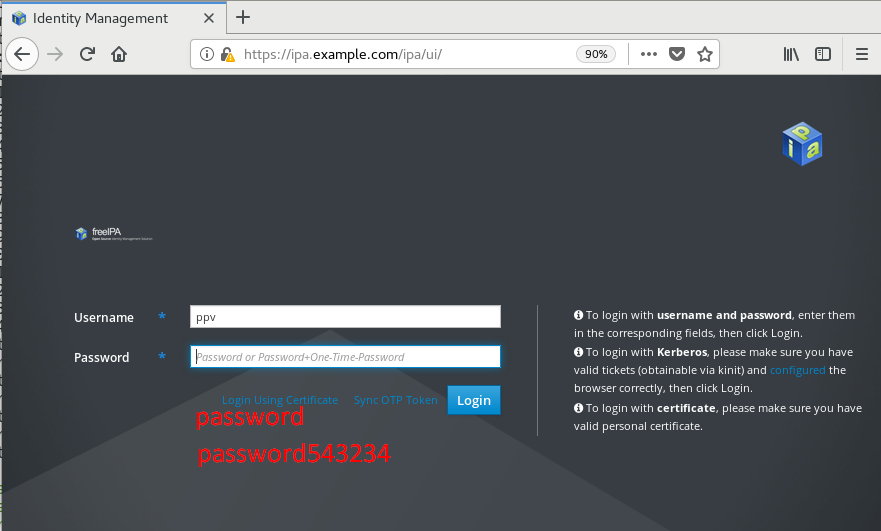 Identity Management
https://ipa.example.com/ipa/ui/
90%
ipa
freeIPA
Open Source Identity Management Solution
Username * ppv
Password * Password or Password+One-Time-Password
Login Using Certificate Sync OTP Token Login
password
password543234
To login with username and password, enter them
in the corresponding fields, then click Login.
To login with Kerberos, please make sure you have
valid tickets (obtainable via kinit) and configured the
browser correctly, then click Login.
To login with certificate, please make sure you have
valid personal certificate.